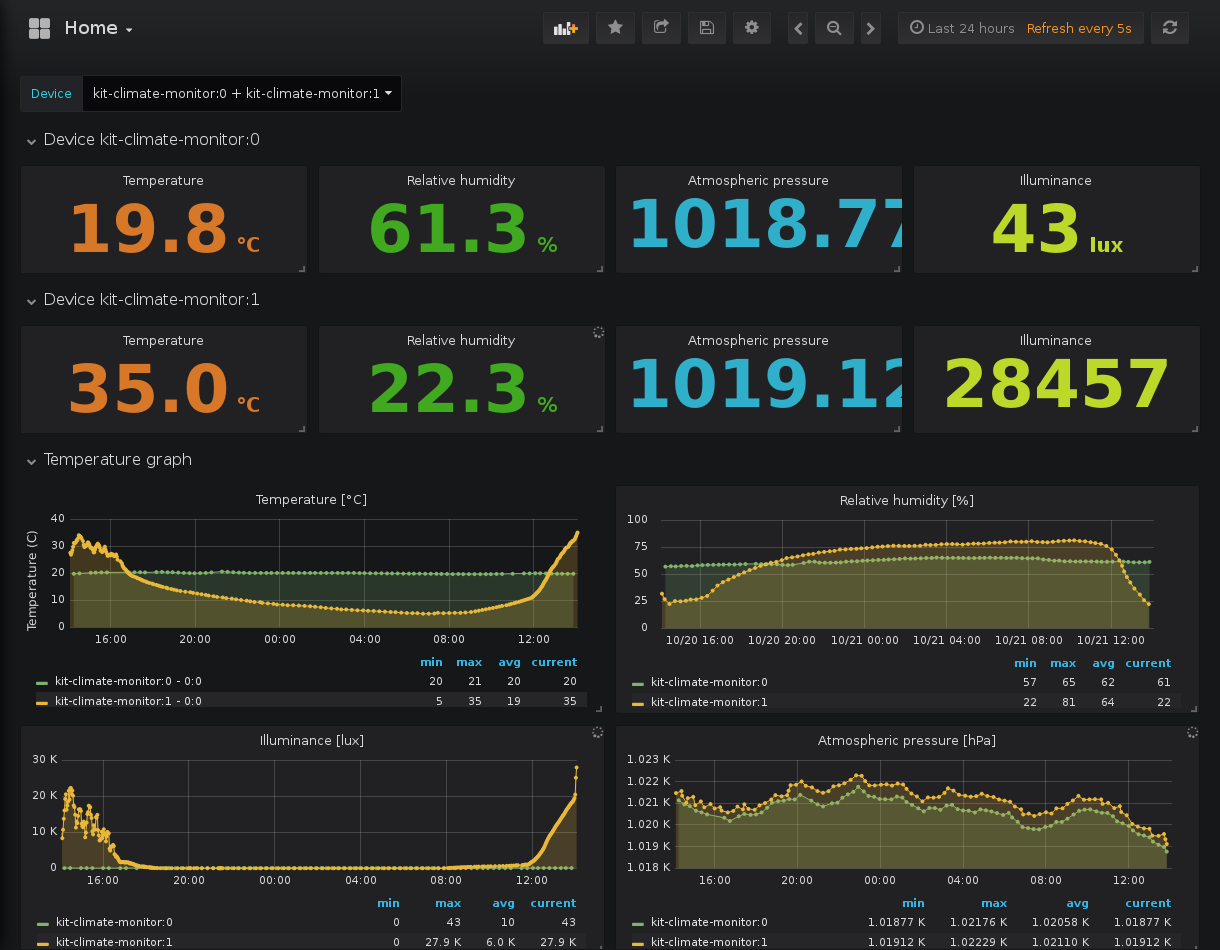 Home
Last 24 hours Refresh every 5s
Device kit-climate-monitor:0 + kit-climate-monitor:1
Device kit-climate-monitor:0
Temperature Relative humidity Atmospheric pressure Illuminance
19.8 °C 61.3 % 1018.77 43 lux
Device kit-climate-monitor:1
Temperature Relative humidity Atmospheric pressure Illuminance
35.0 °C 22.3 % 1019.12 28457
Temperature graph
Temperature [°C]
Temperature (C)
40
30
20
10
0
16:00 20:00 00:00 04:00 08:00 12:00
min max avg current
kit-climate-monitor:0 - 0:0 20 21 20 20
kit-climate-monitor:1 - 0:0 5 35 19 35
Relative humidity [%]
100
75
50
25
0
10/20 16:00 10/20 20:00 10/21 00:00 10/21 04:00 10/21 08:00 10/21 12:00
min max avg current
kit-climate-monitor:0 57 65 62 61
kit-climate-monitor:1 22 81 64 22
Illuminance [lux]
30 K
20 K
10 K
0
16:00 20:00 00:00 04:00 08:00 12:00
min max avg current
kit-climate-monitor:0 0 43 10 43
kit-climate-monitor:1 0 27.9 K 6.0 K 27.9 K
Atmospheric pressure [hPa]
1.023 K
1.022 K
1.021 K
1.020 K
1.019 K
1.018 K
16:00 20:00 00:00 04:00 08:00 12:00
min max avg current
kit-climate-monitor:0 1.01877 K 1.02176 K 1.02058 K 1.01877 K
kit-climate-monitor:1 1.01912 K 1.02229 K 1.02110 K 1.01912 K